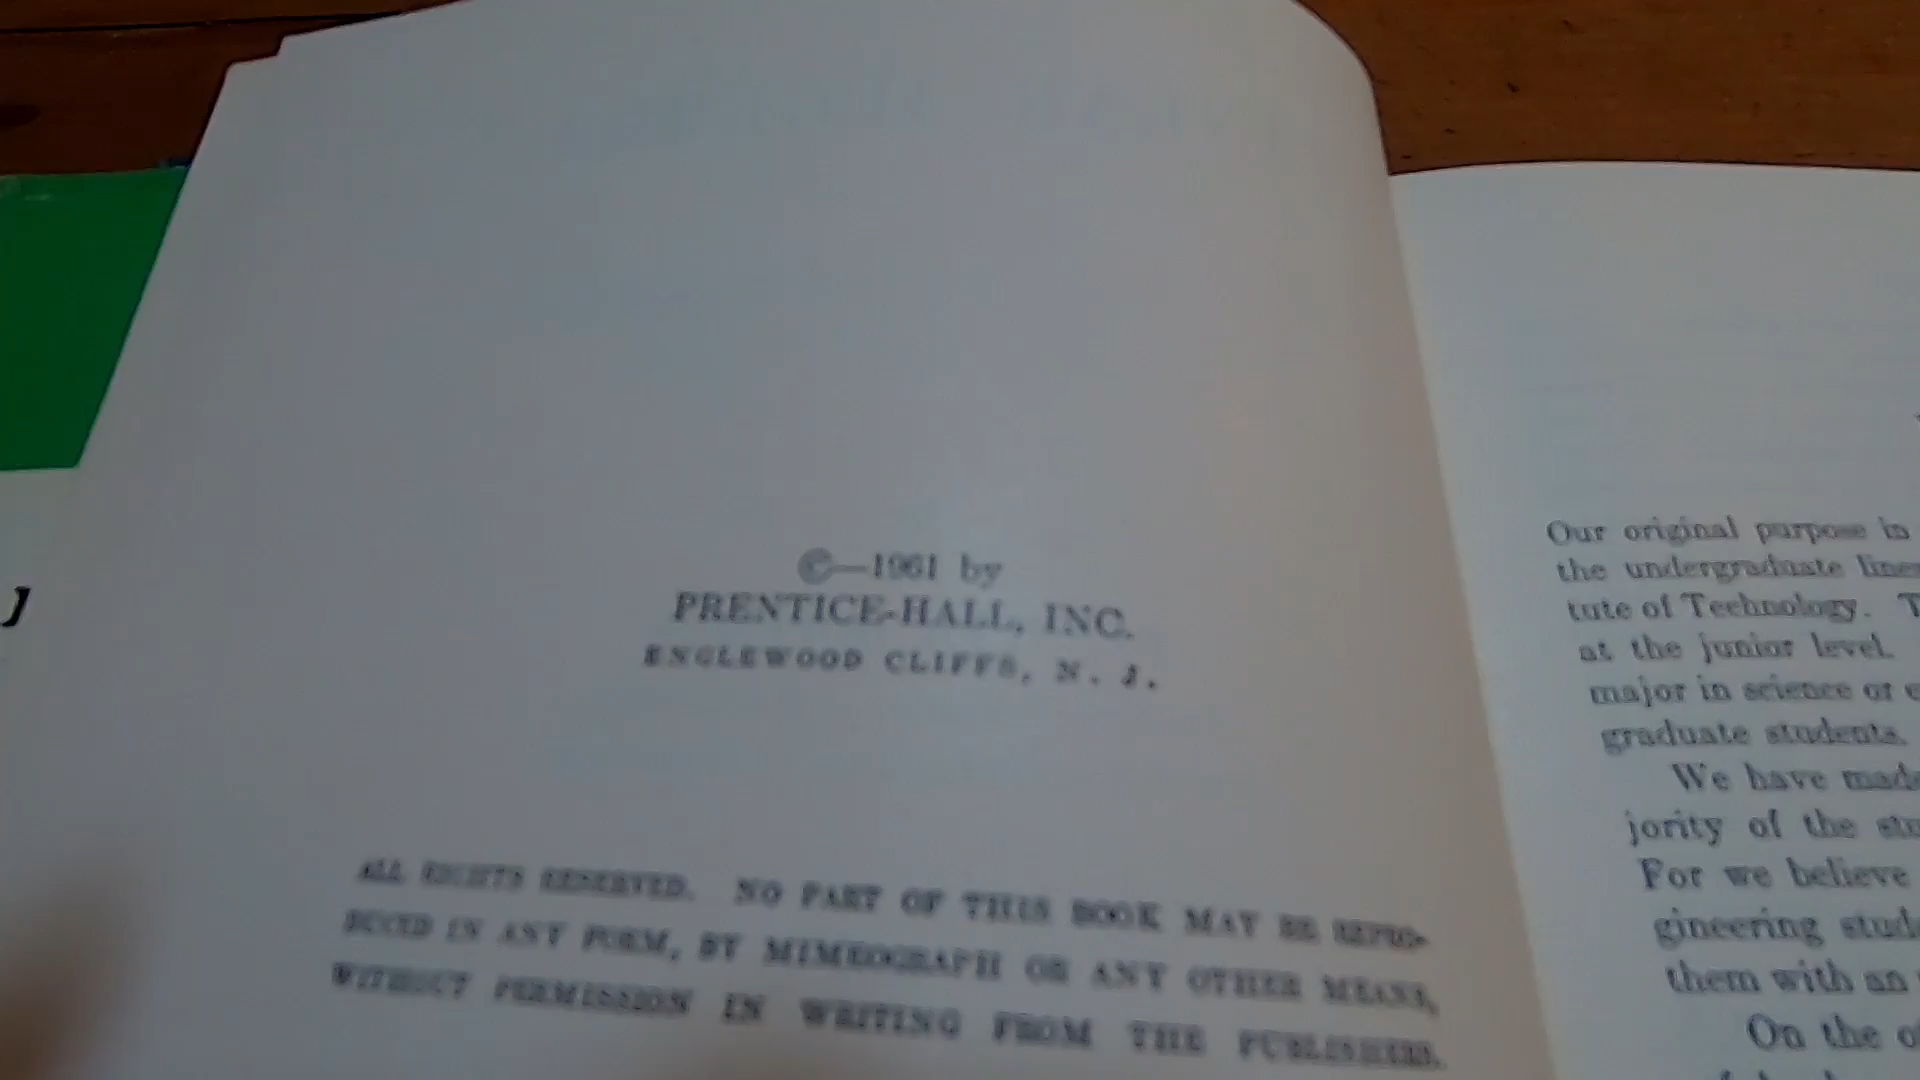 ©—1961 by
PRENTICE-HALL, INC.
ENGLEWOOD CLIFFS, N. J.
ALL RIGHTS RESERVED. NO PART OF THIS BOOK MAY BE REPRO-
DUCED IN ANY FORM, BY MIMEOGRAPH OR ANY OTHER MEANS,
WITHOUT PERMISSION IN WRITING FROM THE PUBLISHERS.
Our original purpose in
the undergraduate
tute of Technology.
at the junior level.
major in science or
graduate students.
We have made
jority of the
For we believe
gineering
them with an
On the